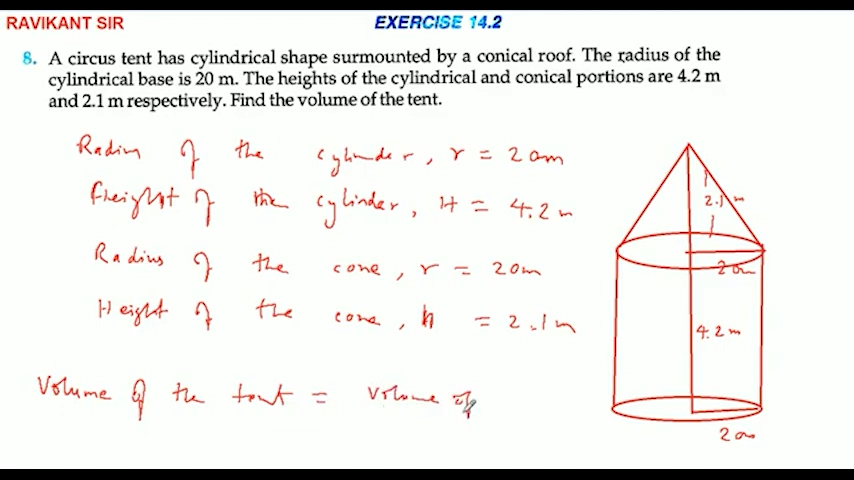 RAVIKANT SIR EXERCISE 14.2
8. A circus tent has cylindrical shape surmounted by a conical roof. The radius of the
cylindrical base is 20 m. The heights of the cylindrical and conical portions are 4.2 m
and 2.1 m respectively. Find the volume of the tent.
Radius of the cylinder, r = 20m
Height of the cylinder, H = 4.2 m
Radius of the cone, r = 20m
Height of the cone, h = 2.1m
Volume of the tent = Volume of
2.1 m
20m
4.2m
20m